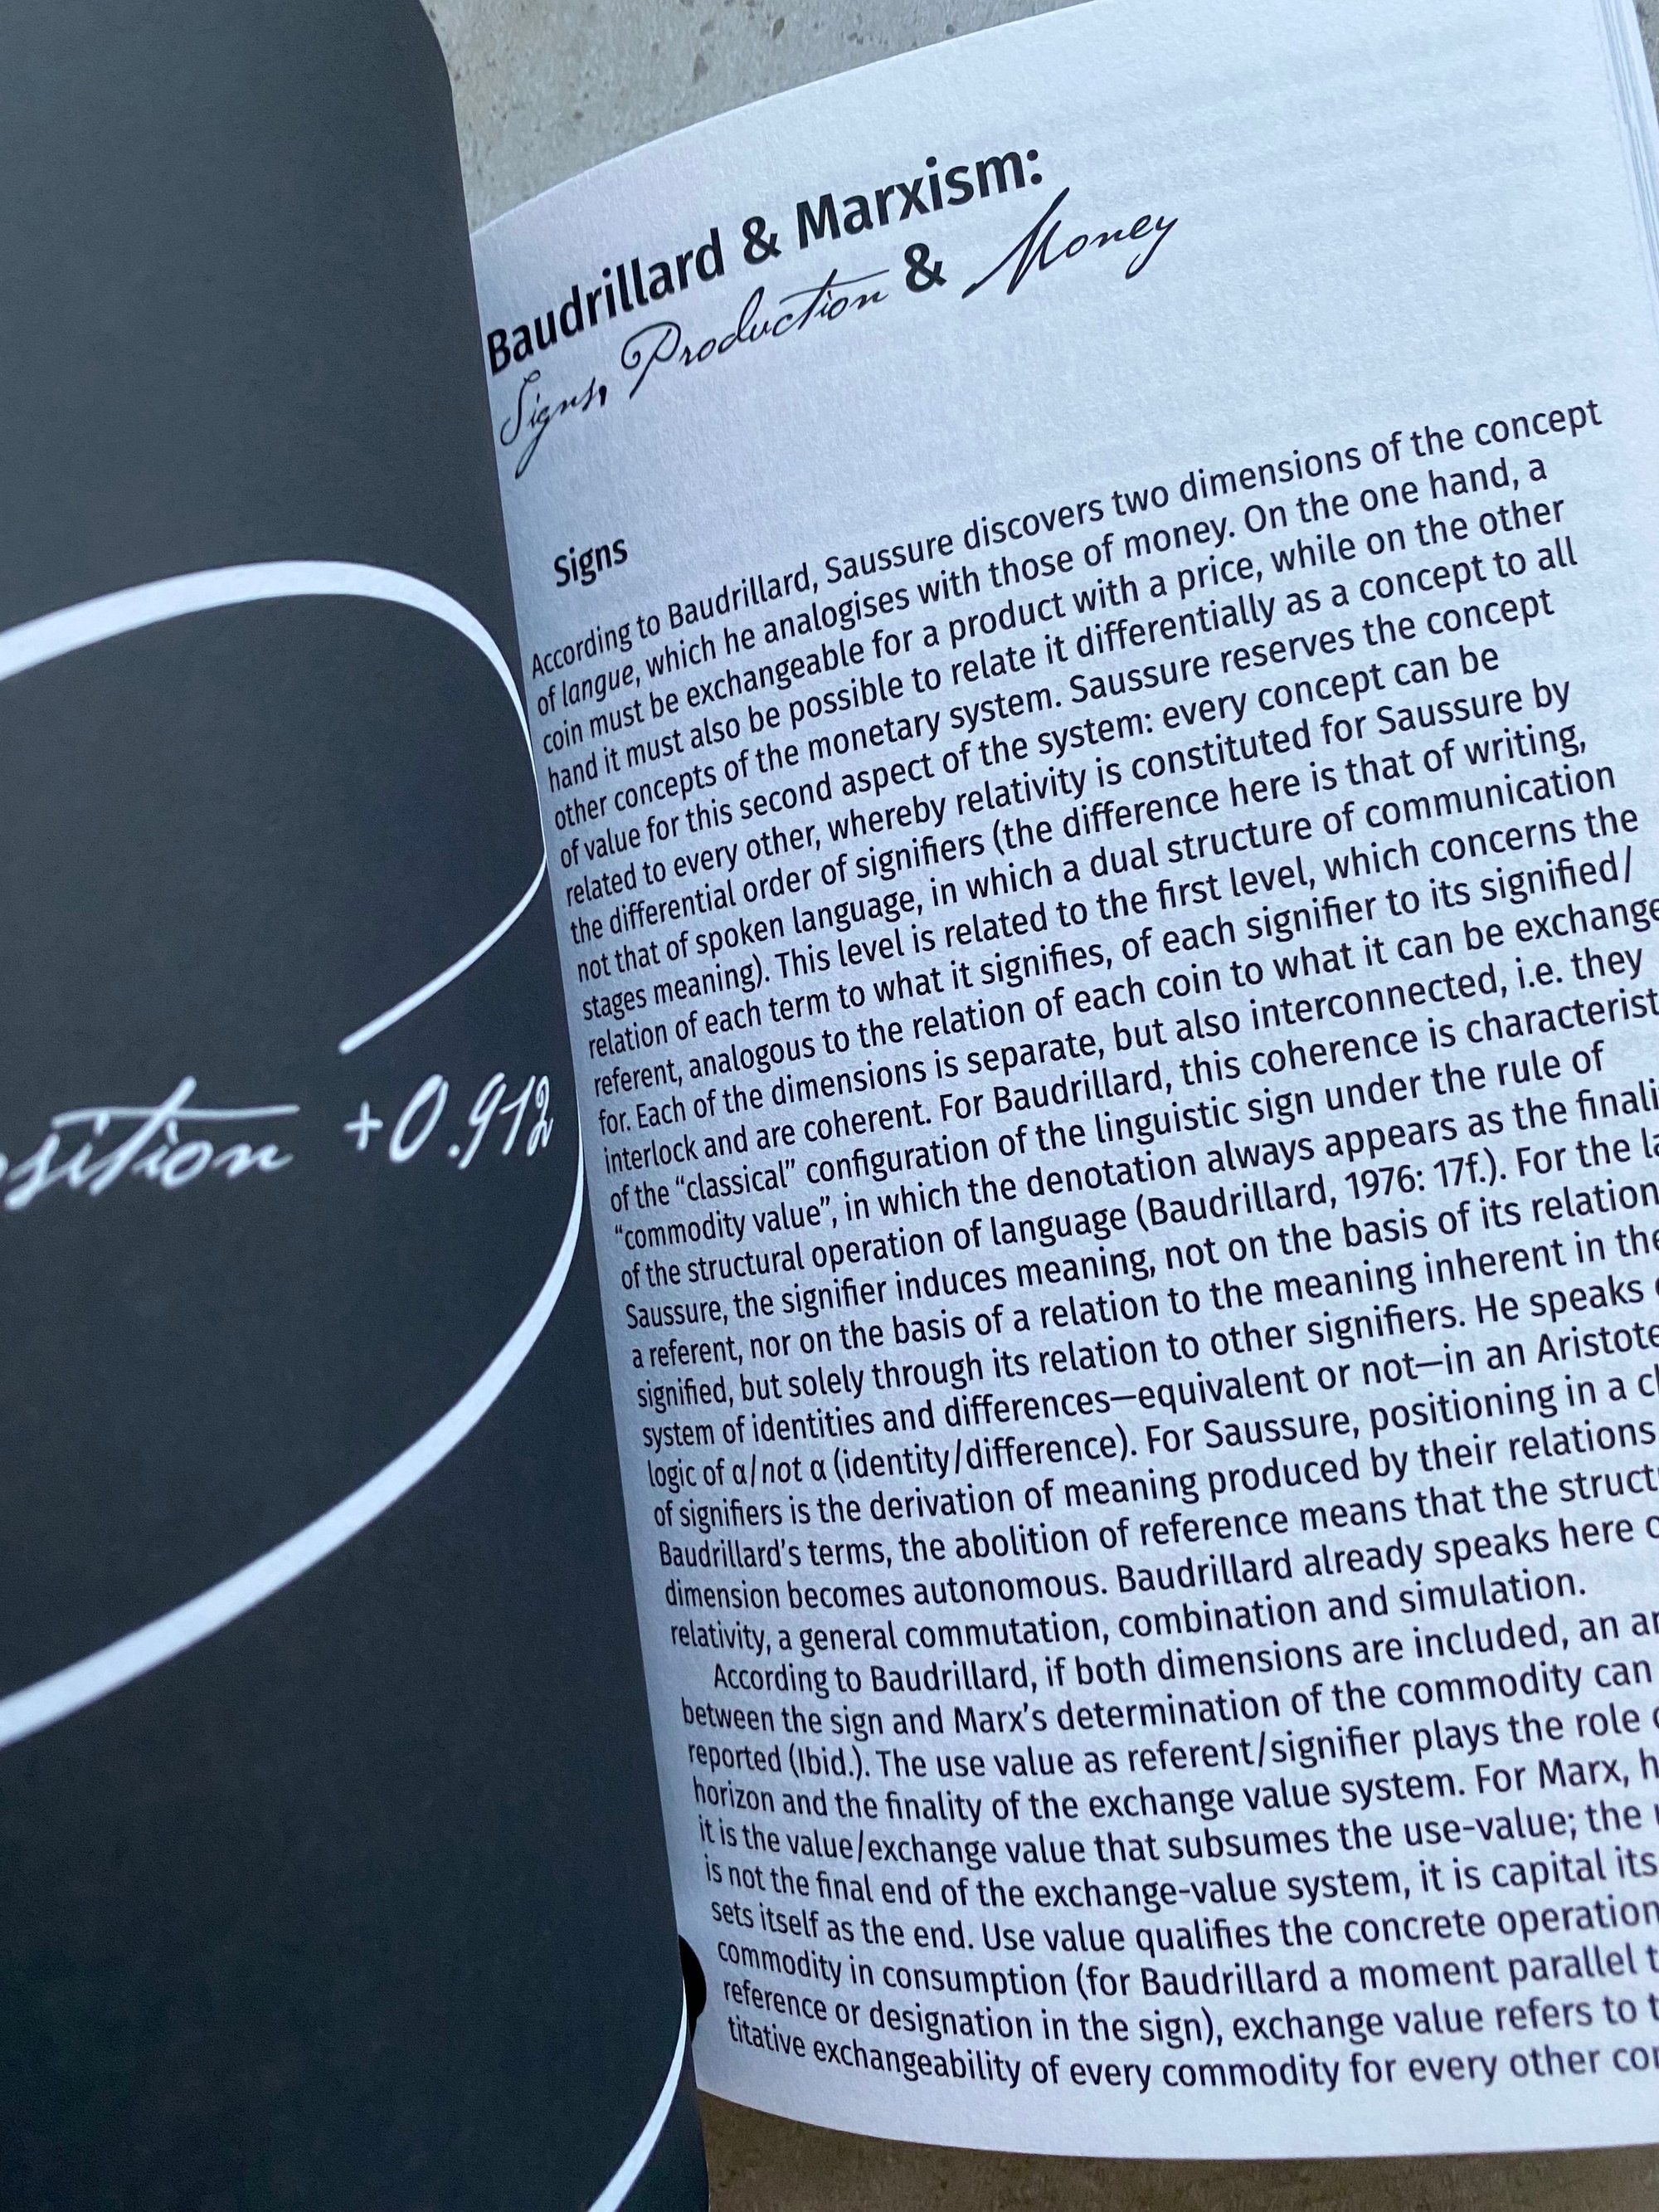 +0.912
Baudrillard & Marxism:
Signs, Production & Money
Signs
According to Baudrillard, Saussure discovers two dimensions of the concept
of langue, which he analogises with those of money. On the one hand, a
coin must be exchangeable for a product with a price, while on the other
hand it must also be possible to relate it differentially as a concept to all
other concepts of the monetary system. Saussure reserves the concept
of value for this second aspect of the system: every concept can be
related to every other, whereby relativity is constituted for Saussure by
the differential order of signifiers (the difference here is that of writing,
not that of spoken language, in which a dual structure of communication
stages meaning). This level is related to the first level, which concerns the
relation of each term to what it signifies, of each signifier to its signified/
referent, analogous to the relation of each coin to what it can be
for. Each of the dimensions is separate, but also interconnected, i.e. they
interlock and are coherent. For Baudrillard, this coherence is
of the “classical” configuration of the linguistic sign under the rule of
“commodity value”, in which the denotation always appears as the
of the structural operation of language (Baudrillard, 1976: 17f.). For the
Saussure, the signifier induces meaning, not on the basis of its relation
a referent, nor on the basis of a relation to the meaning inherent in the
signified, but solely through its relation to other signifiers. He speaks
system of identities and differences—equivalent or not—in an
logic of α/not α (identity/difference). For Saussure, positioning in a
of signifiers is the derivation of meaning produced by their relations.
Baudrillard’s terms, the abolition of reference means that the
dimension becomes autonomous. Baudrillard already speaks here
relativity, a general commutation, combination and simulation.
According to Baudrillard, if both dimensions are included, an
between the sign and Marx’s determination of the commodity can
reported (Ibid.). The use value as referent/signifier plays the role
horizon and the finality of the exchange value system. For Marx,
it is the value/exchange value that subsumes the use-value; the
is not the final end of the exchange-value system, it is capital
sets itself as the end. Use value qualifies the concrete operation
commodity in consumption (for Baudrillard a moment parallel
reference or designation in the sign), exchange value refers to
titative exchangeability of every commodity for every other